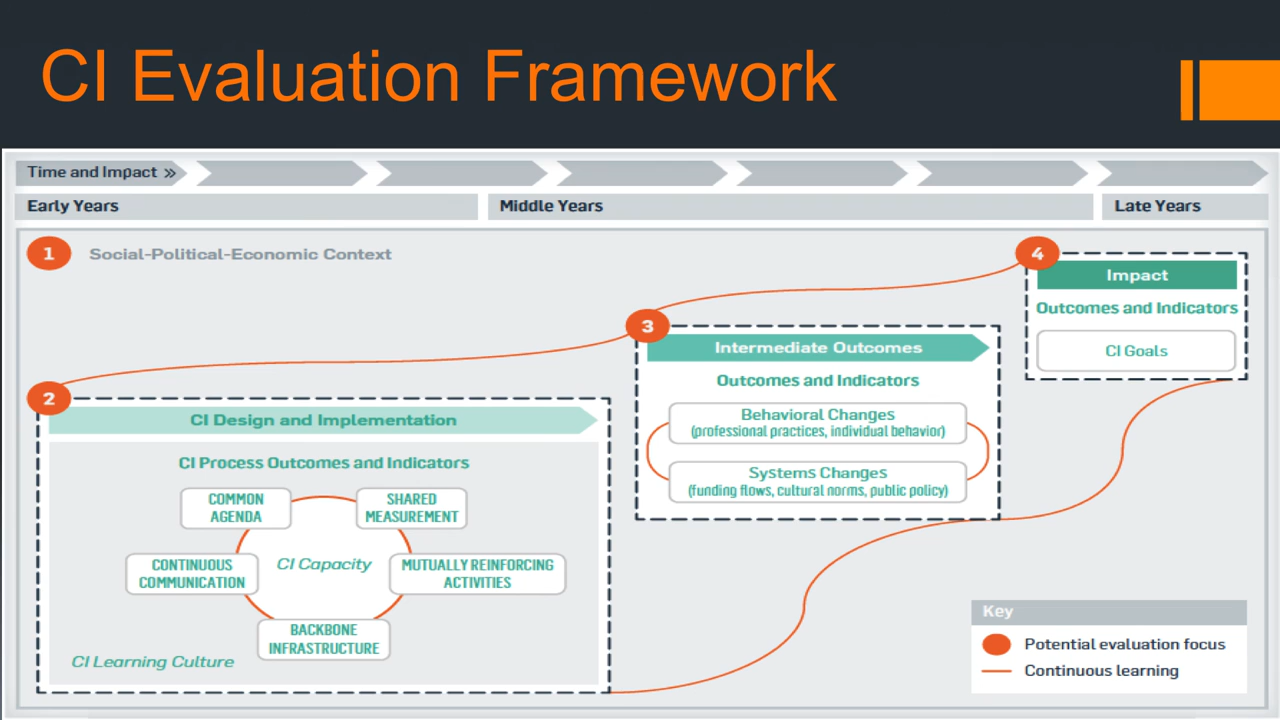 CI Evaluation Framework
Time and Impact »
Early Years
Middle Years
Late Years
1
Social-Political-Economic Context
4
Impact
Outcomes and Indicators
CI Goals
3
Intermediate Outcomes
Outcomes and Indicators
Behavioral Changes
(professional practices, individual behavior)
Systems Changes
(funding flows, cultural norms, public policy)
2
CI Design and Implementation
CI Process Outcomes and Indicators
COMMON
AGENDA
SHARED
MEASUREMENT
CONTINUOUS
COMMUNICATION
CI Capacity
MUTUALLY REINFORCING
ACTIVITIES
BACKBONE
INFRASTRUCTURE
CI Learning Culture
Key
Potential evaluation focus
Continuous learning